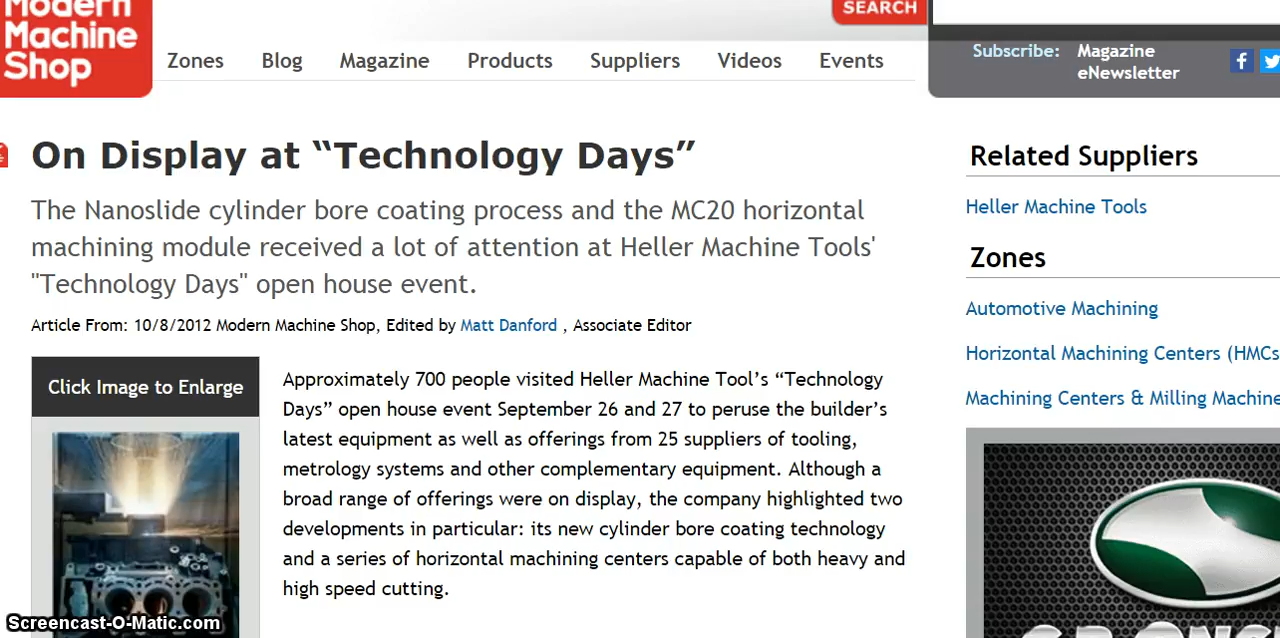 Modern
Machine
Shop
SEARCH
Zones Blog Magazine Products Suppliers Videos Events
Subscribe: Magazine
eNewsletter
On Display at “Technology Days”
The Nanoslide cylinder bore coating process and the MC20 horizontal
machining module received a lot of attention at Heller Machine Tools'
"Technology Days" open house event.
Article From: 10/8/2012 Modern Machine Shop, Edited by Matt Danford , Associate Editor
Click Image to Enlarge
Approximately 700 people visited Heller Machine Tool’s “Technology
Days” open house event September 26 and 27 to peruse the builder’s
latest equipment as well as offerings from 25 suppliers of tooling,
metrology systems and other complementary equipment. Although a
broad range of offerings were on display, the company highlighted two
developments in particular: its new cylinder bore coating technology
and a series of horizontal machining centers capable of both heavy and
high speed cutting.
Related Suppliers
Heller Machine Tools
Zones
Automotive Machining
Horizontal Machining Centers (HMCs
Machining Centers & Milling Machine
Screencast-O-Matic.com